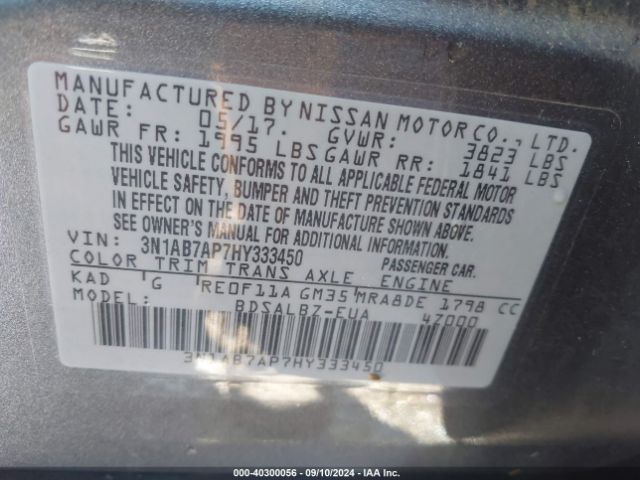 MANUFACTURED BY NISSAN MOTOR CO., LTD.
DATE: 05/17. GVWR: 3823 LBS
GAWR FR: 1995 LBS GAWR RR: 1841 LBS
THIS VEHICLE CONFORMS TO ALL APPLICABLE FEDERAL MOTOR
VEHICLE SAFETY, BUMPER AND THEFT PREVENTION STANDARDS
IN EFFECT ON THE DATE OF MANUFACTURE SHOWN ABOVE.
SEE OWNER'S MANUAL FOR ADDITIONAL INFORMATION.
VIN: 3N1AB7AP7HY333450 PASSENGER CAR.
COLOR TRIM TRANS AXLE ENGINE
KAD G RE0F11A GM35 MRA8DE 1798 CC
MODEL: BDSALBZ-EUA 47000
3N1AB7AP7HY333450
000-40300056 - 09/10/2024 - IAA Inc.